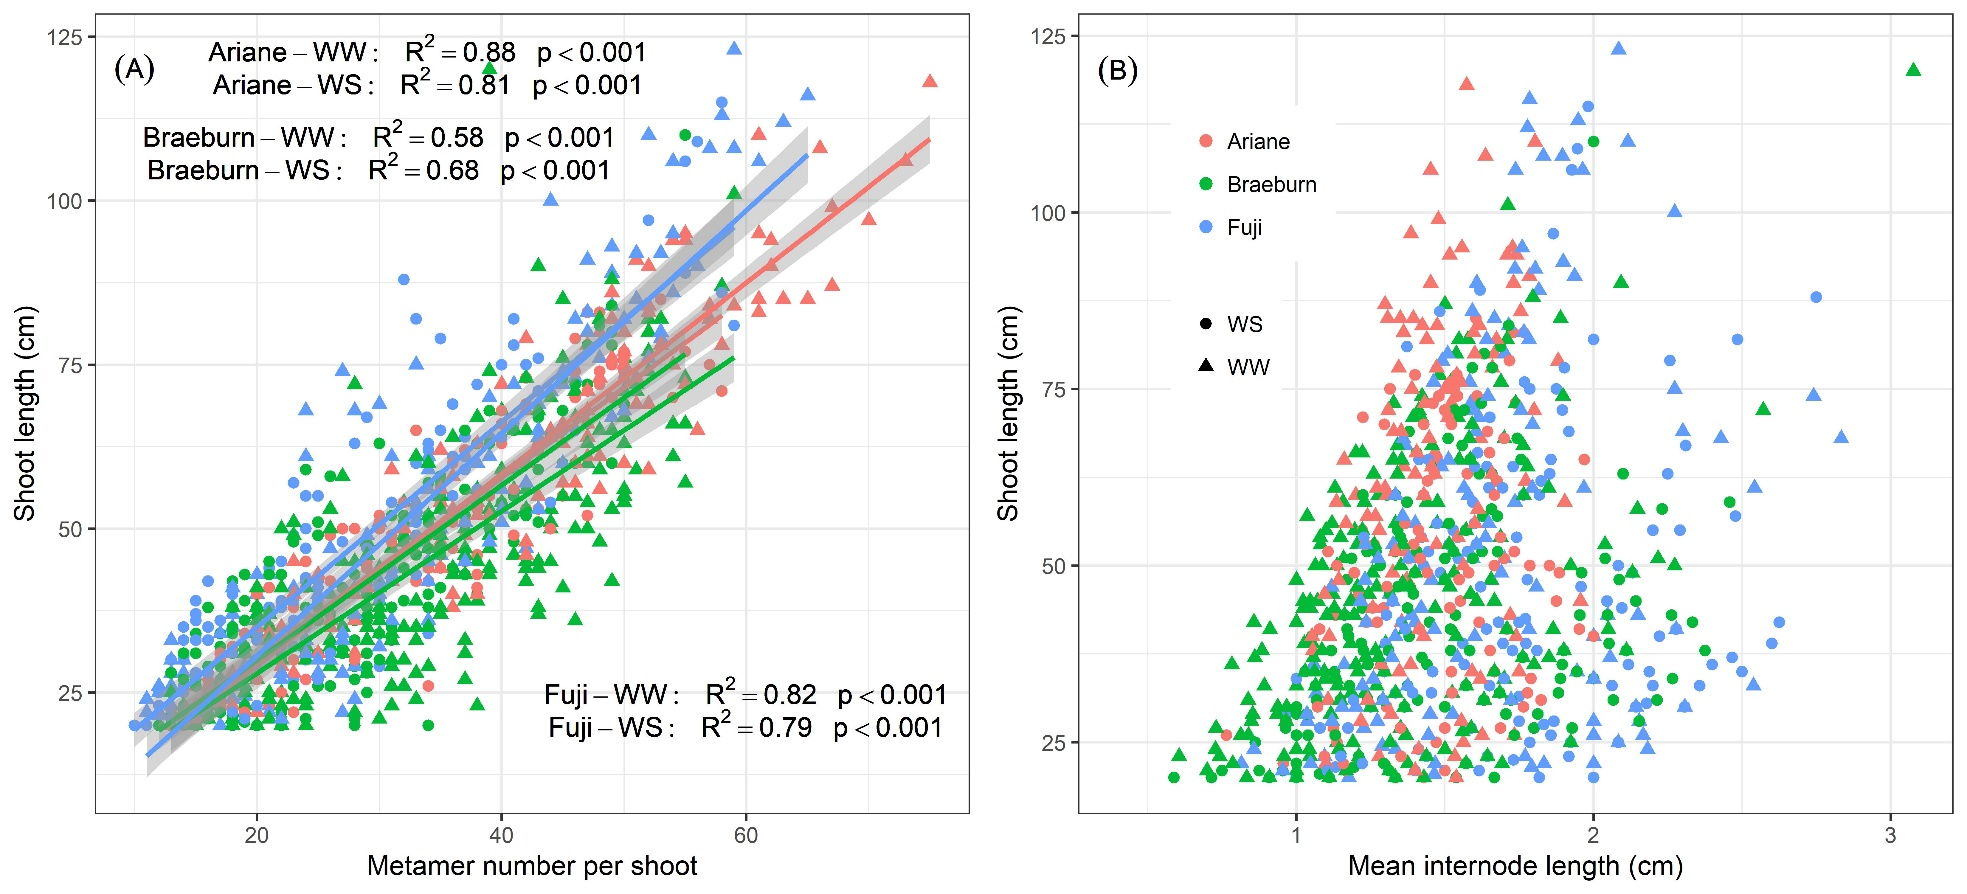 (A)
Ariane – WW : R² = 0.88 p < 0.001
Ariane – WS : R² = 0.81 p < 0.001
Braeburn – WW : R² = 0.58 p < 0.001
Braeburn – WS : R² = 0.68 p < 0.001
Fuji – WW : R² = 0.82 p < 0.001
Fuji – WS : R² = 0.79 p < 0.001
125
100
75
50
25
Shoot length (cm)
20 40 60
Metamer number per shoot
(B)
Ariane
Braeburn
Fuji
WS
WW
125
100
75
50
25
Shoot length (cm)
1 2 3
Mean internode length (cm)